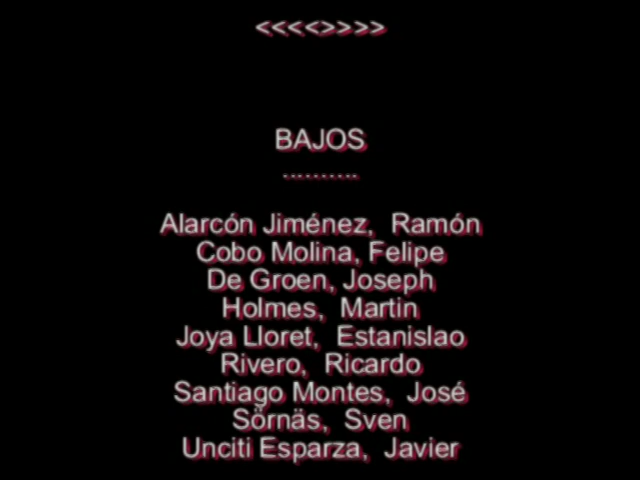 <<<<>>>>
BAJOS
..........
Alarcón Jiménez, Ramón
Cobo Molina, Felipe
De Groen, Joseph
Holmes, Martin
Joya Lloret, Estanislao
Rivero, Ricardo
Santiago Montes, José
Sörnäs, Sven
Unciti Esparza, Javier